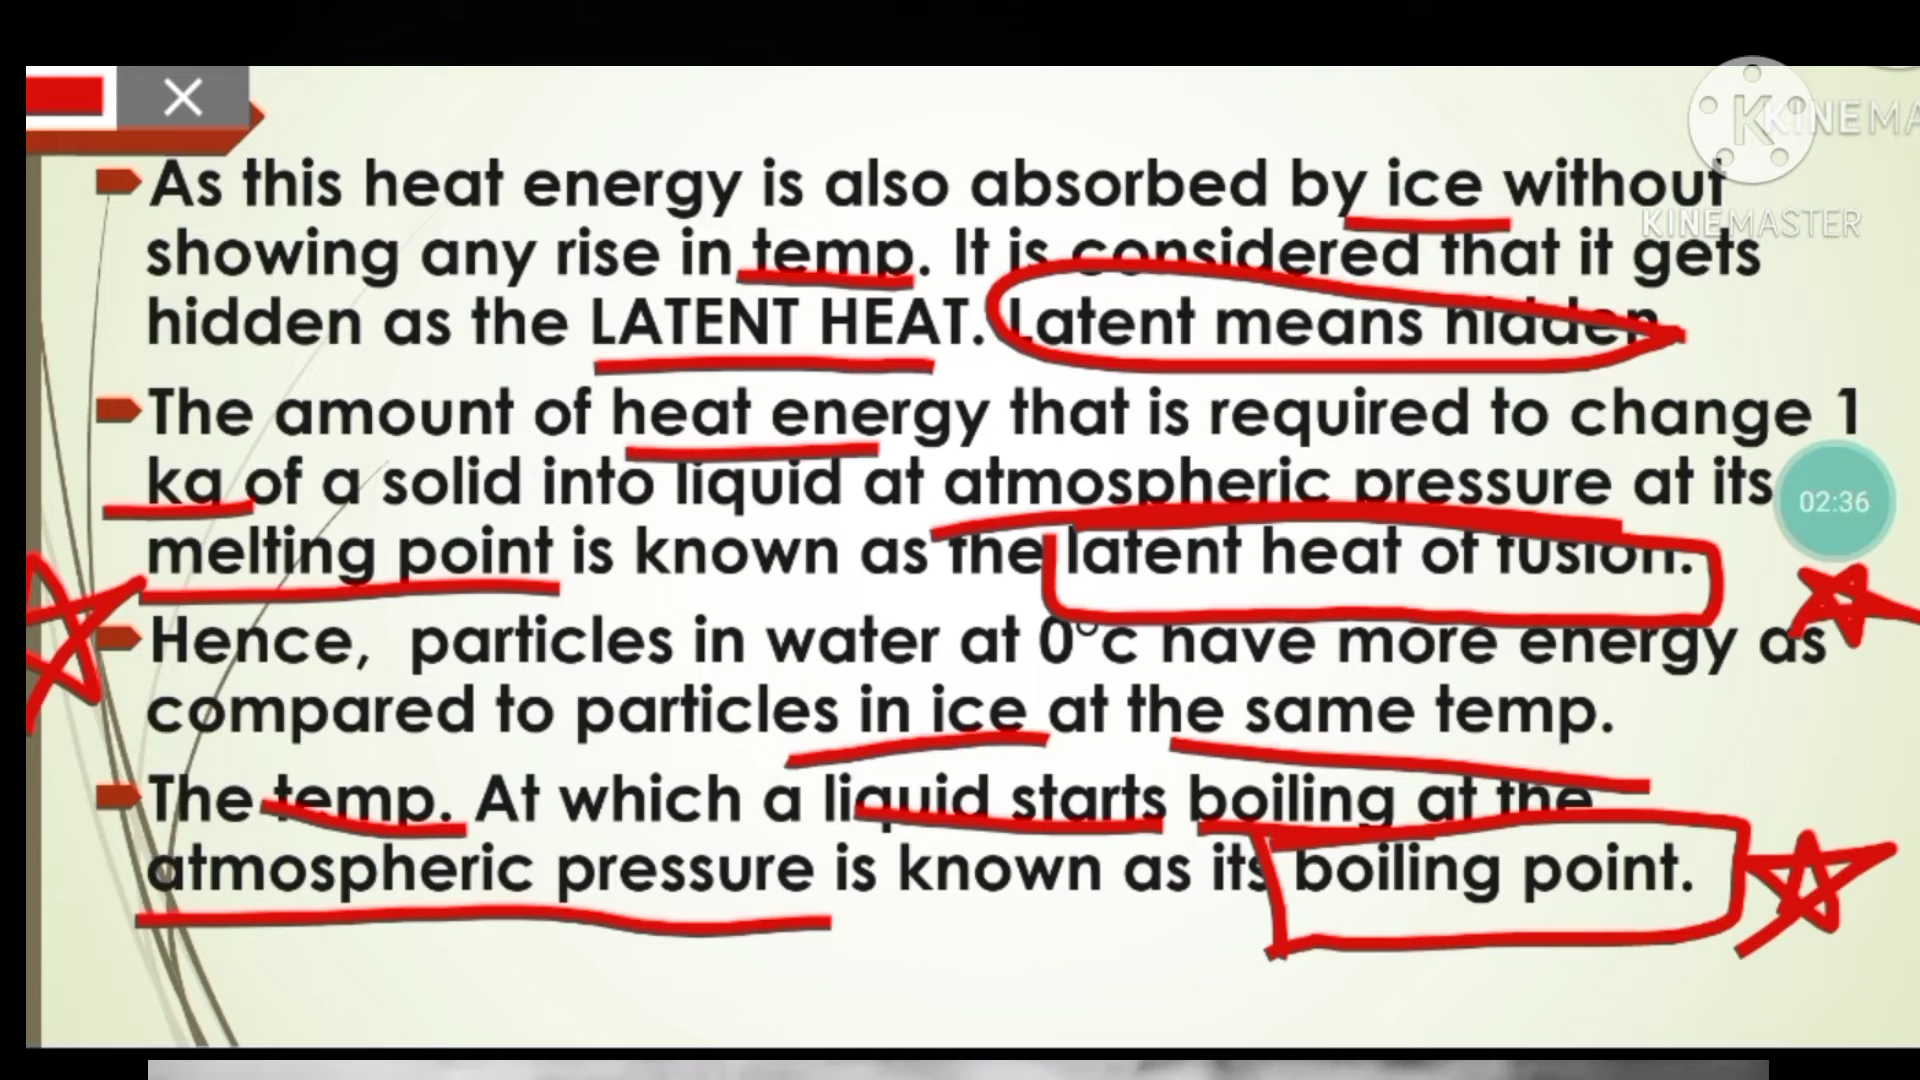 KINEMA
KINEMASTER
As this heat energy is also absorbed by ice without
showing any rise in temp. It is considered that it gets
hidden as the LATENT HEAT. Latent means hidden
The amount of heat energy that is required to change 1
kg of a solid into liquid at atmospheric pressure at its
02:36
melting point is known as the latent heat of fusion.
Hence, particles in water at 0°c have more energy as
compared to particles in ice at the same temp.
The temp. At which a liquid starts boiling at the
atmospheric pressure is known as its boiling point.